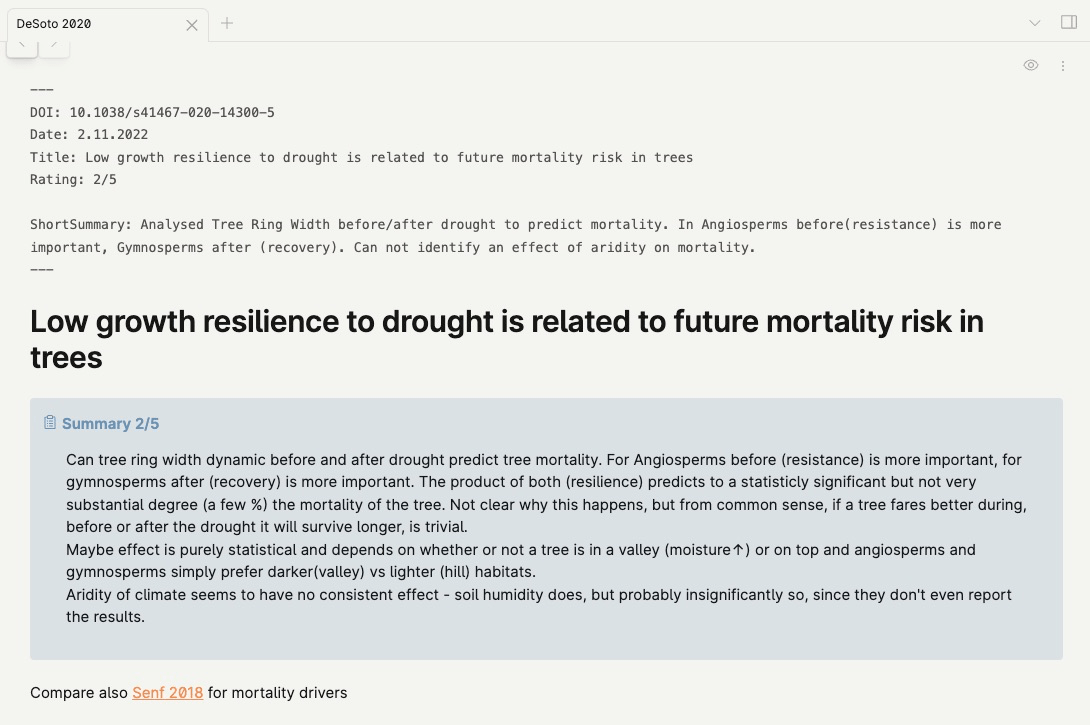 DeSoto 2020
---
DOI: 10.1038/s41467-020-14300-5
Date: 2.11.2022
Title: Low growth resilience to drought is related to future mortality risk in trees
Rating: 2/5
ShortSummary: Analysed Tree Ring Width before/after drought to predict mortality. In Angiosperms before(resistance) is more
important, Gymnosperms after (recovery). Can not identify an effect of aridity on mortality.
---
Low growth resilience to drought is related to future mortality risk in
trees
Summary 2/5
Can tree ring width dynamic before and after drought predict tree mortality. For Angiosperms before (resistance) is more important, for
gymnosperms after (recovery) is more important. The product of both (resilience) predicts to a statisticly significant but not very
substantial degree (a few %) the mortality of the tree. Not clear why this happens, but from common sense, if a tree fares better during,
before or after the drought it will survive longer, is trivial.
Maybe effect is purely statistical and depends on whether or not a tree is in a valley (moisture↑) or on top and angiosperms and
gymnosperms simply prefer darker(valley) vs lighter (hill) habitats.
Aridity of climate seems to have no consistent effect - soil humidity does, but probably insignificantly so, since they don't even report
the results.
Compare also Senf 2018 for mortality drivers